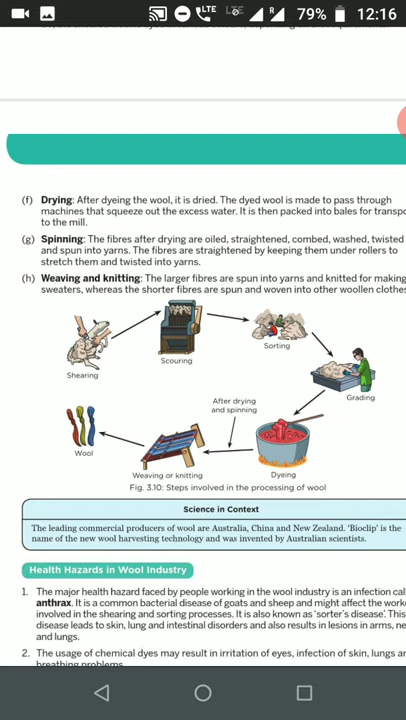 LTE LTE R 79% 12:16
(f) Drying: After dyeing the wool, it is dried. The dyed wool is made to pass through
machines that squeeze out the excess water. It is then packed into bales for transpo
to the mill.
(g) Spinning: The fibres after drying are oiled, straightened, combed, washed, twisted
and spun into yarns. The fibres are straightened by keeping them under rollers to
stretch them and twisted into yarns.
(h) Weaving and knitting: The larger fibres are spun into yarns and knitted for making
sweaters, whereas the shorter fibres are spun and woven into other woollen clothes
Shearing
Scouring
Sorting
Grading
After drying
and spinning
Wool
Weaving or knitting
Dyeing
Fig. 3.10: Steps involved in the processing of wool
Science in Context
The leading commercial producers of wool are Australia, China and New Zealand. 'Bioclip' is the
name of the new wool harvesting technology and was invented by Australian scientists.
Health Hazards in Wool Industry
1. The major health hazard faced by people working in the wool industry is an infection cal
anthrax. It is a common bacterial disease of goats and sheep and might affect the work
involved in the shearing and sorting processes. It is also known as 'sorter's disease'. This
disease leads to skin, lung and intestinal disorders and also results in lesions in arms, ne
and lungs.
2. The usage of chemical dyes may result in irritation of eyes, infection of skin, lungs ar
breathing problems.